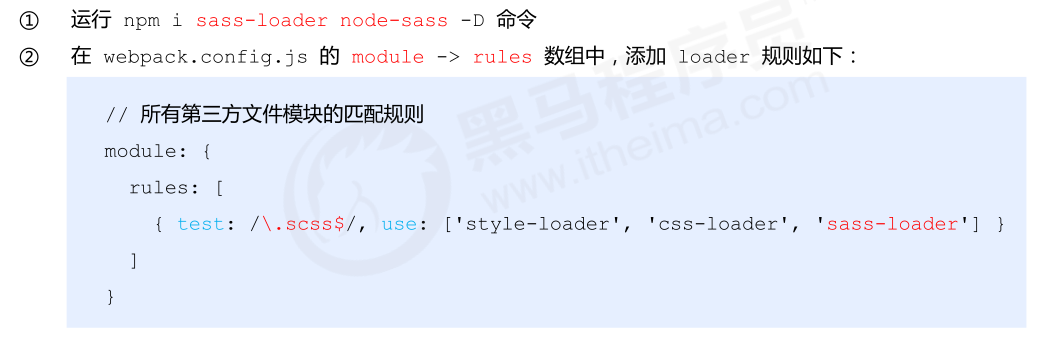 ① 运行 npm i sass-loader node-sass -D 命令
② 在 webpack.config.js 的 module -> rules 数组中，添加 loader 规则如下：
// 所有第三方文件模块的匹配规则
module: {
rules: [
{ test: /\.scss$/, use: ['style-loader', 'css-loader', 'sass-loader'] }
]
}
黑马程序员
www.itheima.com